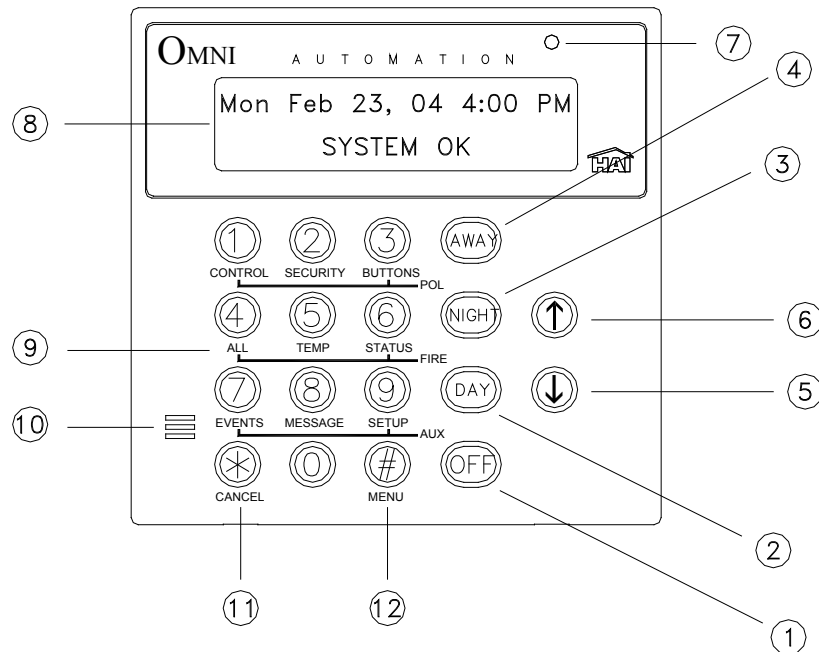 OMNI
AUTOMATION
7
4
Mon Feb 23, 04 4:00 PM
8
SYSTEM OK
HAI
3
1 2 3 AWAY
CONTROL SECURITY BUTTONS
POL
4 5 6 NIGHT ↑ 6
9
ALL TEMP STATUS
FIRE
7 8 9 DAY ↓ 5
10
EVENTS MESSAGE SETUP
AUX
* 0 # OFF
CANCEL MENU
2
11 12
1